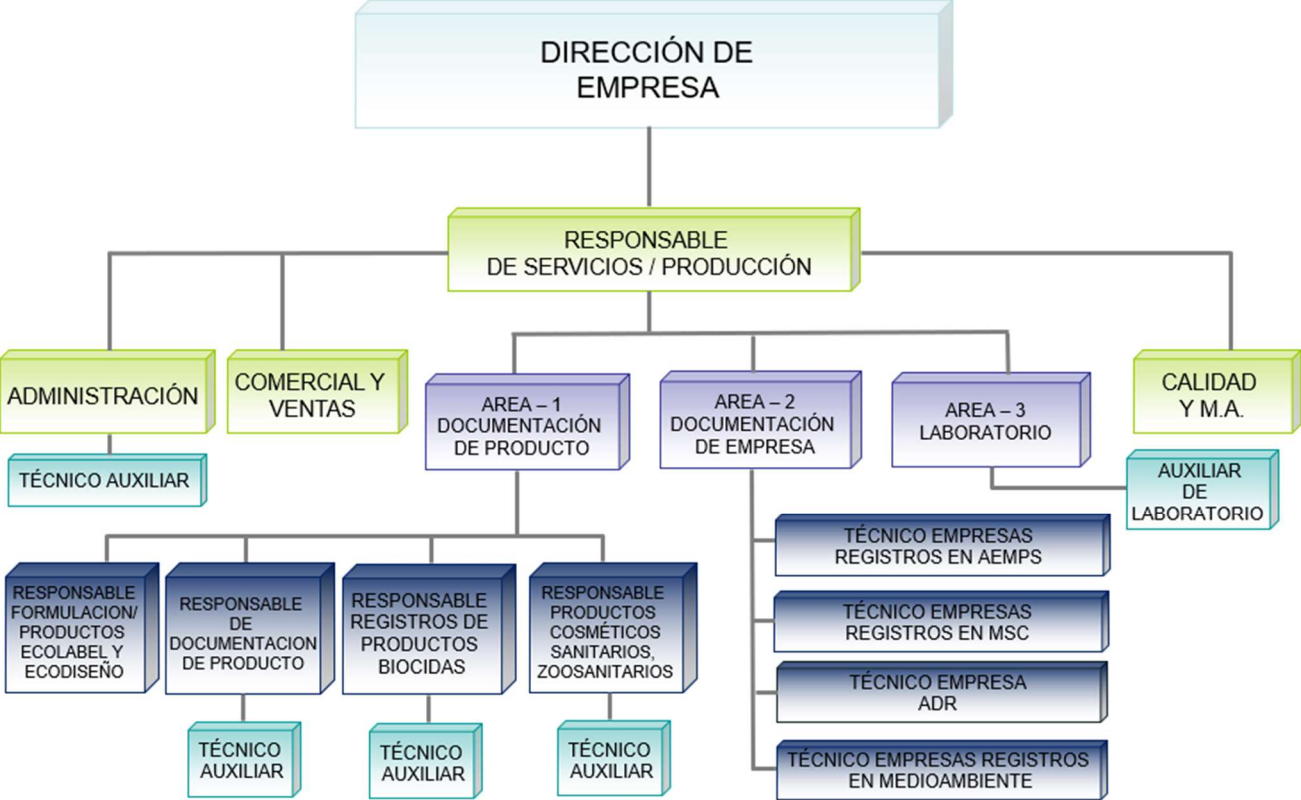 DIRECCIÓN DE
EMPRESA
RESPONSABLE
DE SERVICIOS / PRODUCCIÓN
ADMINISTRACIÓN
COMERCIAL Y
VENTAS
AREA – 1
DOCUMENTACIÓN
DE PRODUCTO
AREA – 2
DOCUMENTACIÓN
DE EMPRESA
AREA – 3
LABORATORIO
CALIDAD
Y M.A.
TÉCNICO AUXILIAR
AUXILIAR
DE
LABORATORIO
TÉCNICO EMPRESAS
REGISTROS EN AEMPS
TÉCNICO EMPRESAS
REGISTROS EN MSC
TÉCNICO EMPRESA
ADR
TÉCNICO EMPRESAS REGISTROS
EN MEDIOAMBIENTE
RESPONSABLE
FORMULACION/
PRODUCTOS
ECOLABEL Y
ECODISEÑO
RESPONSABLE
DE
DOCUMENTACION
DE PRODUCTO
RESPONSABLE
REGISTROS DE
PRODUCTOS
BIOCIDAS
RESPONSABLE
PRODUCTOS
COSMÉTICOS
SANITARIOS,
ZOOSANITARIOS
TÉCNICO
AUXILIAR
TÉCNICO
AUXILIAR
TÉCNICO
AUXILIAR